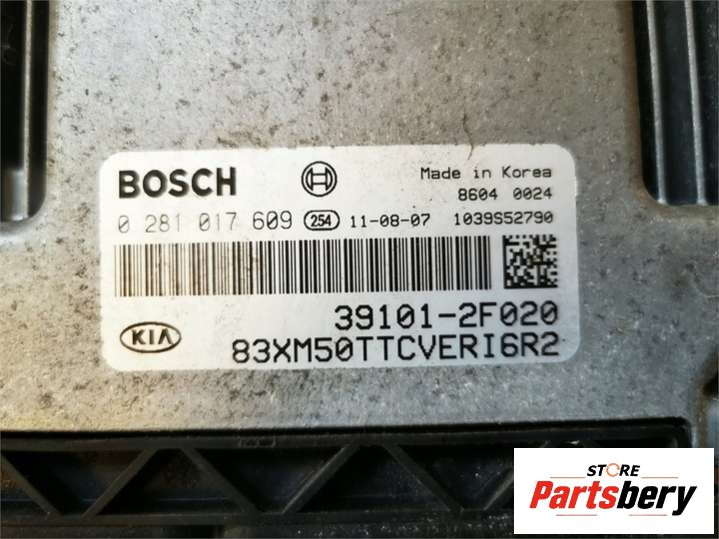 BOSCH
Made in Korea
8604 0024
0 281 017 609 254 11-08-07 1039S52790
39101-2F020
KIA
83XM50TTCVERI6R2
STORE
Partsbery